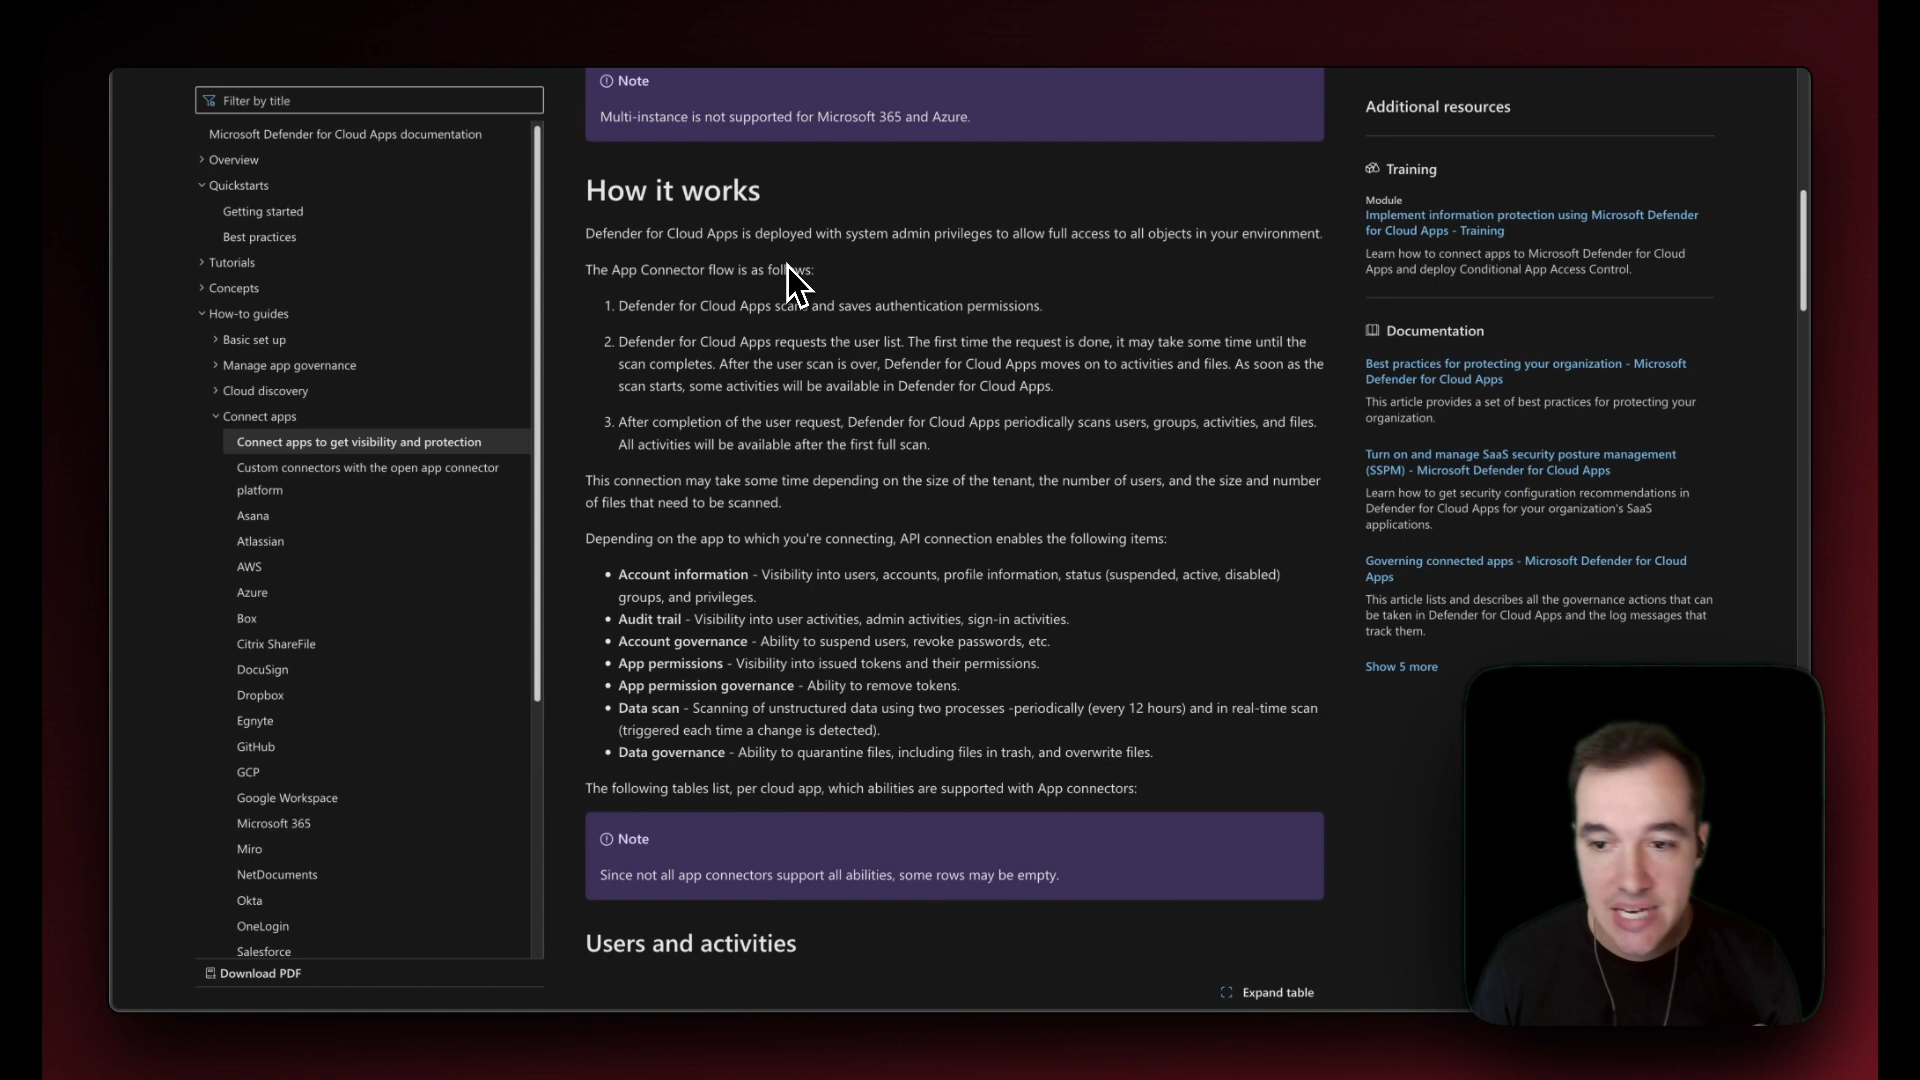 Filter by title
Microsoft Defender for Cloud Apps documentation
Overview
Quickstarts
Getting started
Best practices
Tutorials
Concepts
How-to guides
Basic set up
Manage app governance
Cloud discovery
Connect apps
Connect apps to get visibility and protection
Custom connectors with the open app connector
platform
Asana
Atlassian
AWS
Azure
Box
Citrix ShareFile
DocuSign
Dropbox
Egnyte
GitHub
GCP
Google Workspace
Microsoft 365
Miro
NetDocuments
Okta
OneLogin
Salesforce
Download PDF
Note
Multi-instance is not supported for Microsoft 365 and Azure.
How it works
Defender for Cloud Apps is deployed with system admin privileges to allow full access to all objects in your environment.
The App Connector flow is as follows:
1. Defender for Cloud Apps scans and saves authentication permissions.
2. Defender for Cloud Apps requests the user list. The first time the request is done, it may take some time until the
scan completes. After the user scan is over, Defender for Cloud Apps moves on to activities and files. As soon as the
scan starts, some activities will be available in Defender for Cloud Apps.
3. After completion of the user request, Defender for Cloud Apps periodically scans users, groups, activities, and files.
All activities will be available after the first full scan.
This connection may take some time depending on the size of the tenant, the number of users, and the size and number
of files that need to be scanned.
Depending on the app to which you're connecting, API connection enables the following items:
• Account information - Visibility into users, accounts, profile information, status (suspended, active, disabled)
groups, and privileges.
• Audit trail - Visibility into user activities, admin activities, sign-in activities.
• Account governance - Ability to suspend users, revoke passwords, etc.
• App permissions - Visibility into issued tokens and their permissions.
• App permission governance - Ability to remove tokens.
• Data scan - Scanning of unstructured data using two processes -periodically (every 12 hours) and in real-time scan
(triggered each time a change is detected).
• Data governance - Ability to quarantine files, including files in trash, and overwrite files.
The following tables list, per cloud app, which abilities are supported with App connectors:
Note
Since not all app connectors support all abilities, some rows may be empty.
Users and activities
Expand table
Additional resources
Training
Module
Implement information protection using Microsoft Defender
for Cloud Apps - Training
Learn how to connect apps to Microsoft Defender for Cloud
Apps and deploy Conditional App Access Control.
Documentation
Best practices for protecting your organization - Microsoft
Defender for Cloud Apps
This article provides a set of best practices for protecting your
organization.
Turn on and manage SaaS security posture management
(SSPM) - Microsoft Defender for Cloud Apps
Learn how to get security configuration recommendations in
Defender for Cloud Apps for your organization's SaaS
applications.
Governing connected apps - Microsoft Defender for Cloud
Apps
This article lists and describes all the governance actions that can
be taken in Defender for Cloud Apps and the log messages that
track them.
Show 5 more